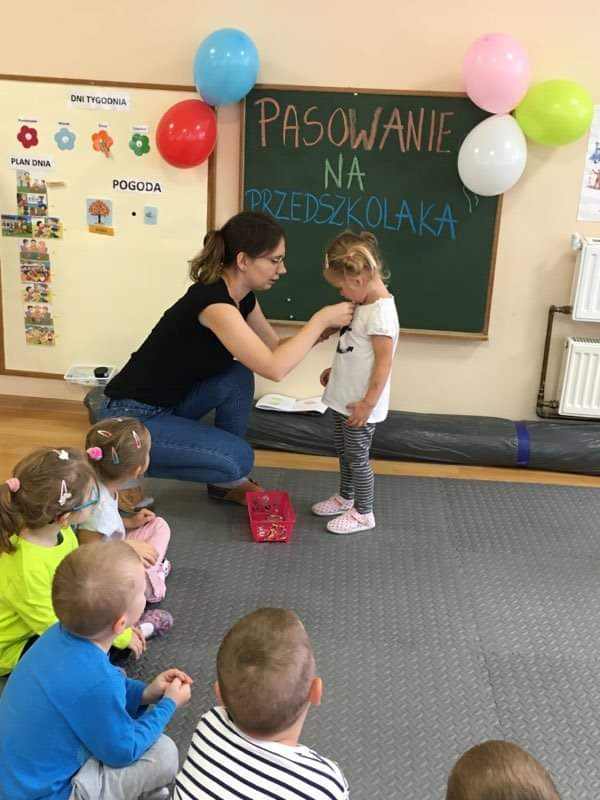 DNI TYGODNIA
PLAN DNIA
POGODA
PASOWANIE
NA
PRZEDSZKOLAKA